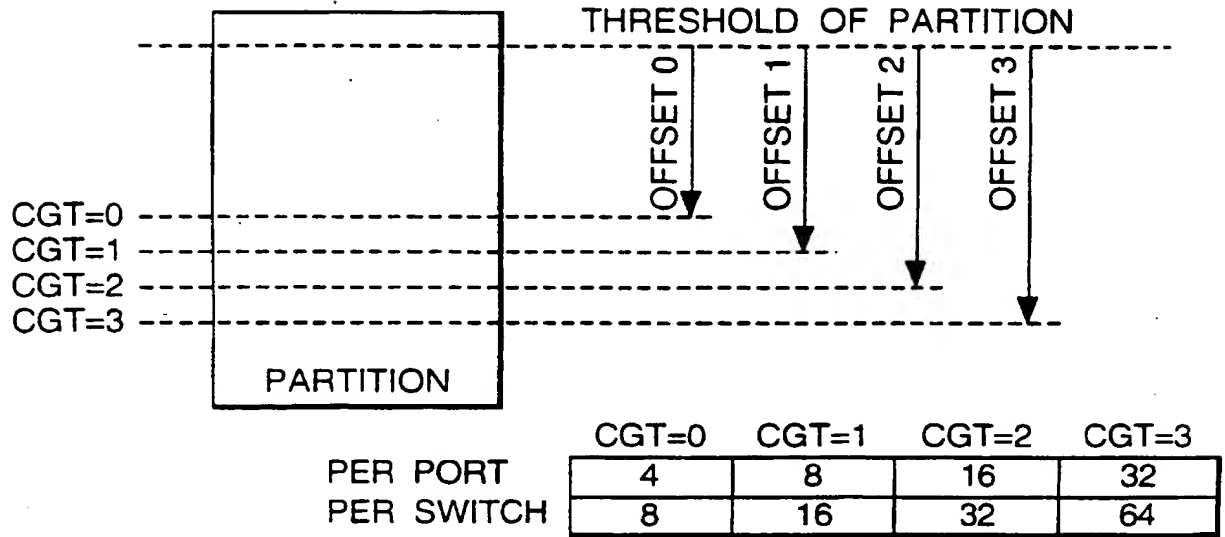 THRESHOLD OF PARTITION
OFFSET 0
OFFSET 1
OFFSET 2
OFFSET 3
CGT=0
CGT=1
CGT=2
CGT=3
PARTITION
CGT=0 CGT=1 CGT=2 CGT=3
PER PORT 4 8 16 32
PER SWITCH 8 16 32 64